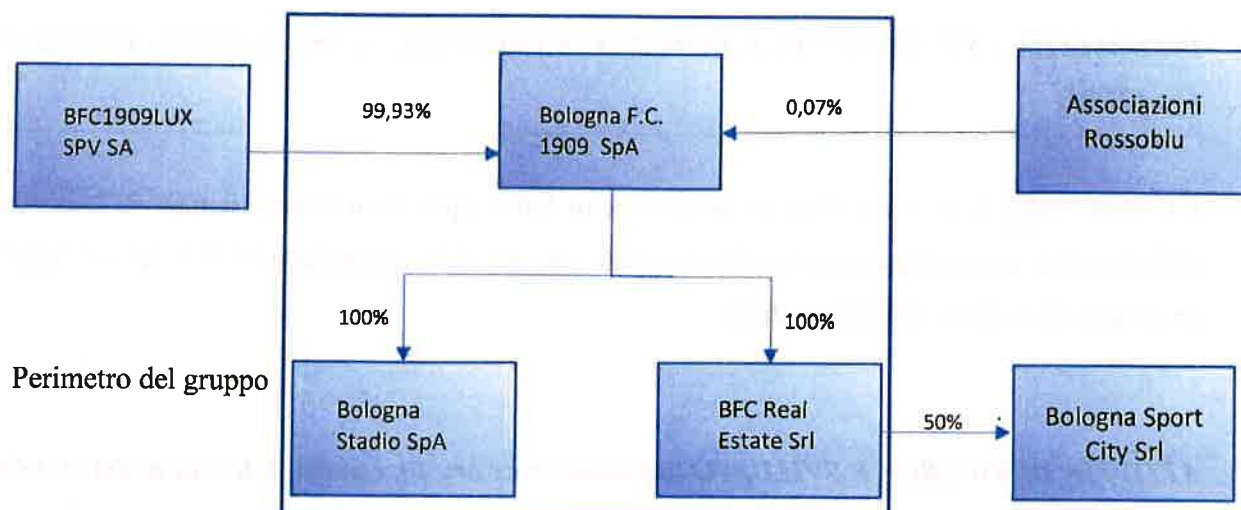 BFC1909LUX
SPV SA
99,93%
Bologna F.C.
1909 SpA
0,07%
Associazioni
Rossoblu
100%
100%
Perimetro del gruppo
Bologna
Stadio SpA
BFC Real
Estate Srl
50%
Bologna Sport
City Srl